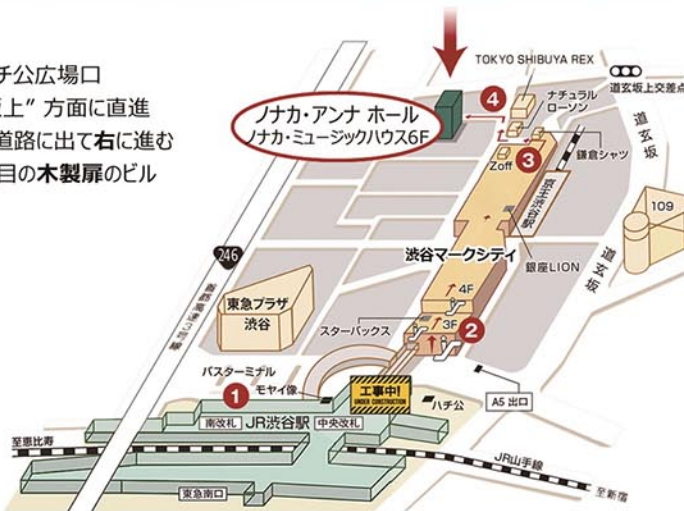 チ公広場口
上” 方面に直進
道路に出て右に進む
目の木製扉のビル
TOKYO SHIBUYA REX
道玄坂上交差点
4
ナチュラル
ローソン
ノナカ・アンナ ホール
ノナカ・ミュージックハウス6F
道玄坂
鎌倉シャツ
3
Zoff
京王渋谷駅
109
246
渋谷マークシティ
銀座LION
道玄坂
首都高速3号線
4F
東急プラザ
渋谷
スターバックス
3F
2
バスターミナル
1
モヤイ像
工事中!
UNDER CONSTRUCTION
ハチ公
A5 出口
南改札
JR渋谷駅
中央改札
至恵比寿
JR山手線
東急南口
至新宿